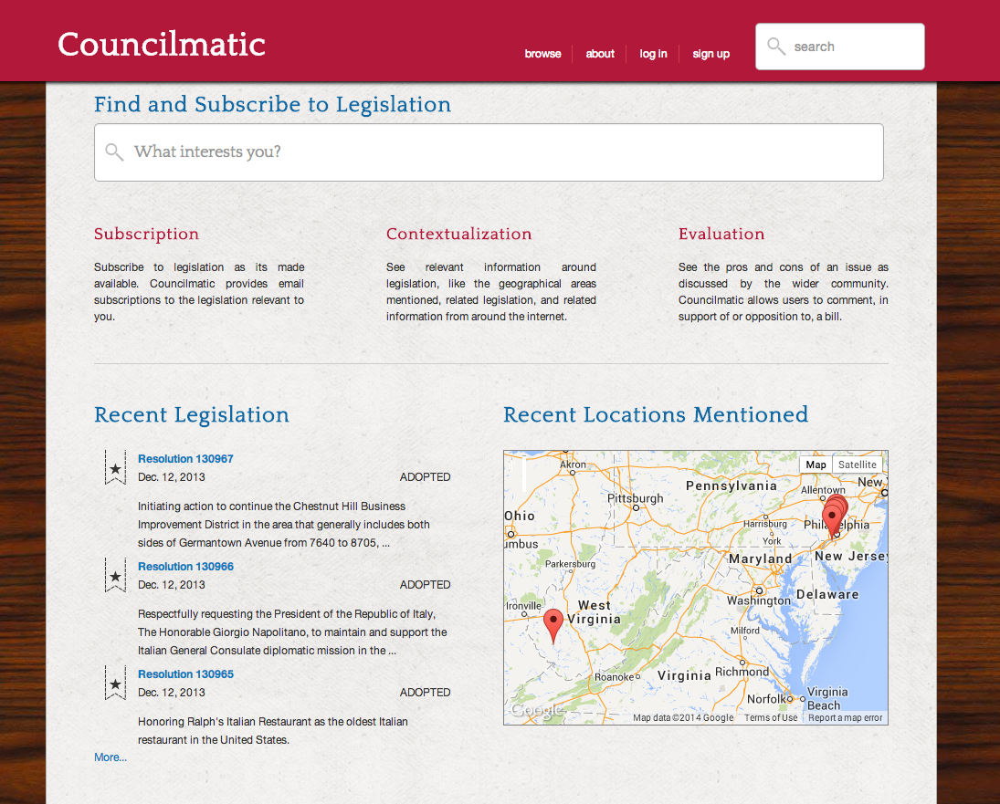 Councilmatic
browse
about
log in
sign up
search
Find and Subscribe to Legislation
What interests you?
Subscription
Subscribe to legislation as its made
available. Councilmatic provides email
subscriptions to the legislation relevant to
you.
Contextualization
See relevant information around
legislation, like the geographical areas
mentioned, related legislation, and related
information from around the internet.
Evaluation
See the pros and cons of an issue as
discussed by the wider community.
Councilmatic allows users to comment, in
support of or opposition to, a bill.
Recent Legislation
Resolution 130967
Dec. 12, 2013 ADOPTED
Initiating action to continue the Chestnut Hill Business
Improvement District in the area that generally includes both
sides of Germantown Avenue from 7640 to 8705, ...
Resolution 130966
Dec. 12, 2013 ADOPTED
Respectfully requesting the President of the Republic of Italy,
The Honorable Giorgio Napolitano, to maintain and support the
Italian General Consulate diplomatic mission in the ...
Resolution 130965
Dec. 12, 2013 ADOPTED
Honoring Ralph's Italian Restaurant as the oldest Italian
restaurant in the United States.
More...
Recent Locations Mentioned
Map Satellite
Akron
Pennsylvania
New
Allentown
Pittsburgh
Ohio
Harrisburg
Philadelphia
umbus
York
Maryland
New Jersey
Parkersburg
Washington
Delaware
Ironville
West
Virginia
Milford
Roanoke
Virginia
Richmond
Norfolk
Virginia
Beach
Google
Map data ©2014 Google Terms of Use Report a map error